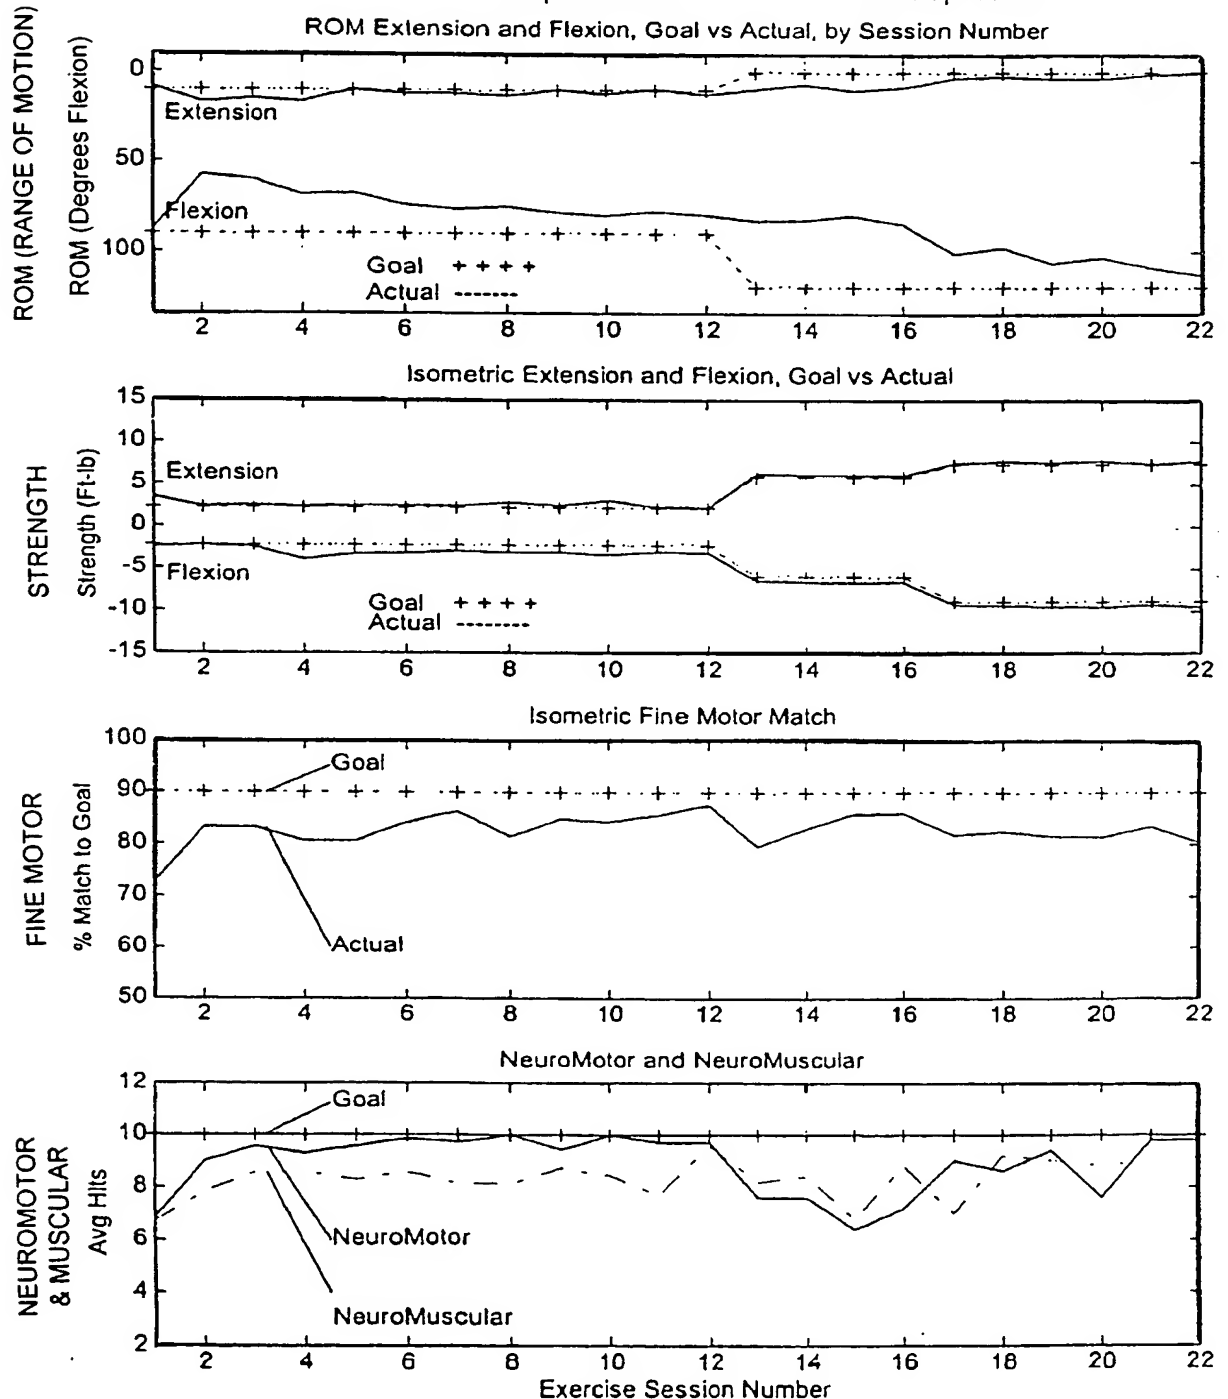 ROM Extension and Flexion, Goal vs Actual, by Session Number
ROM (RANGE OF MOTION)
ROM (Degrees Flexion)
0
50
100
Extension
Flexion
Goal + + + +
Actual -------
2 4 6 8 10 12 14 16 18 20 22
Isometric Extension and Flexion, Goal vs Actual
STRENGTH
Strength (Ft-lb)
15
10
5
0
-5
-10
-15
Extension
Flexion
Goal + + + +
Actual --------
2 4 6 8 10 12 14 16 18 20 22
Isometric Fine Motor Match
FINE MOTOR
% Match to Goal
100
90
80
70
60
50
Goal
Actual
2 4 6 8 10 12 14 16 18 20 22
NeuroMotor and NeuroMuscular
NEUROMOTOR
& MUSCULAR
Avg Hits
12
10
8
6
4
2
Goal
NeuroMotor
NeuroMuscular
2 4 6 8 10 12 14 16 18 20 22
Exercise Session Number